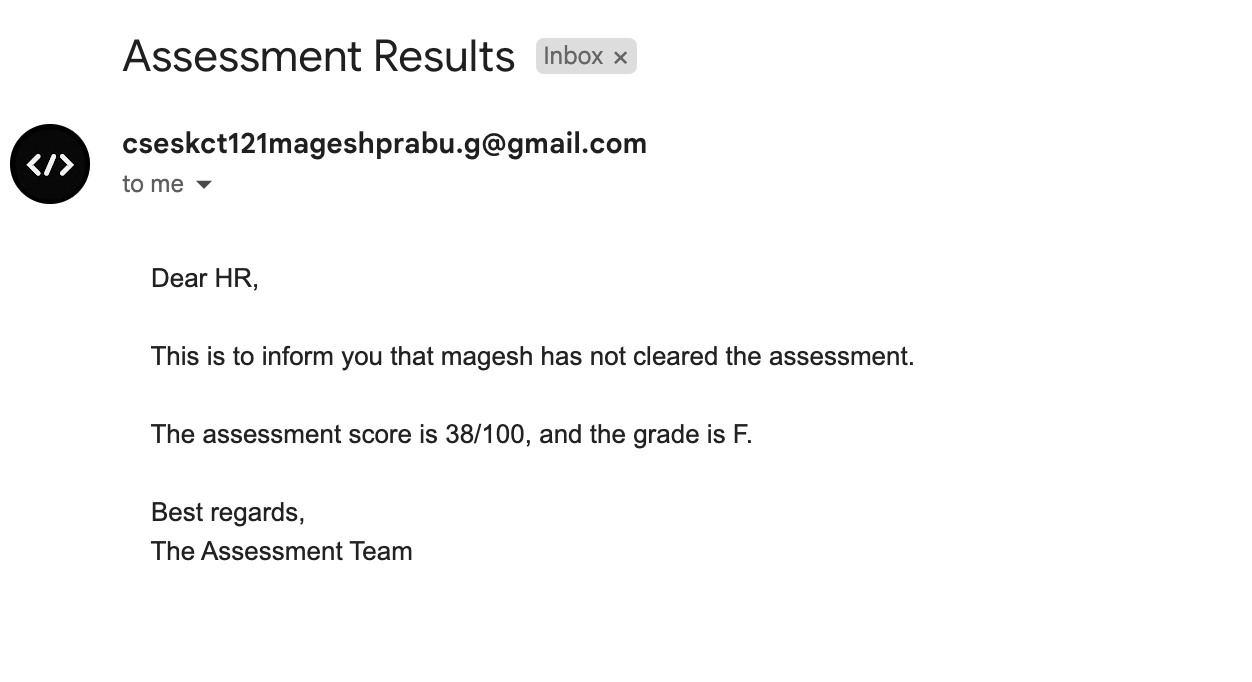 Assessment Results Inbox ×
cseskct121mageshprabu.g@gmail.com
to me
Dear HR,
This is to inform you that magesh has not cleared the assessment.
The assessment score is 38/100, and the grade is F.
Best regards,
The Assessment Team